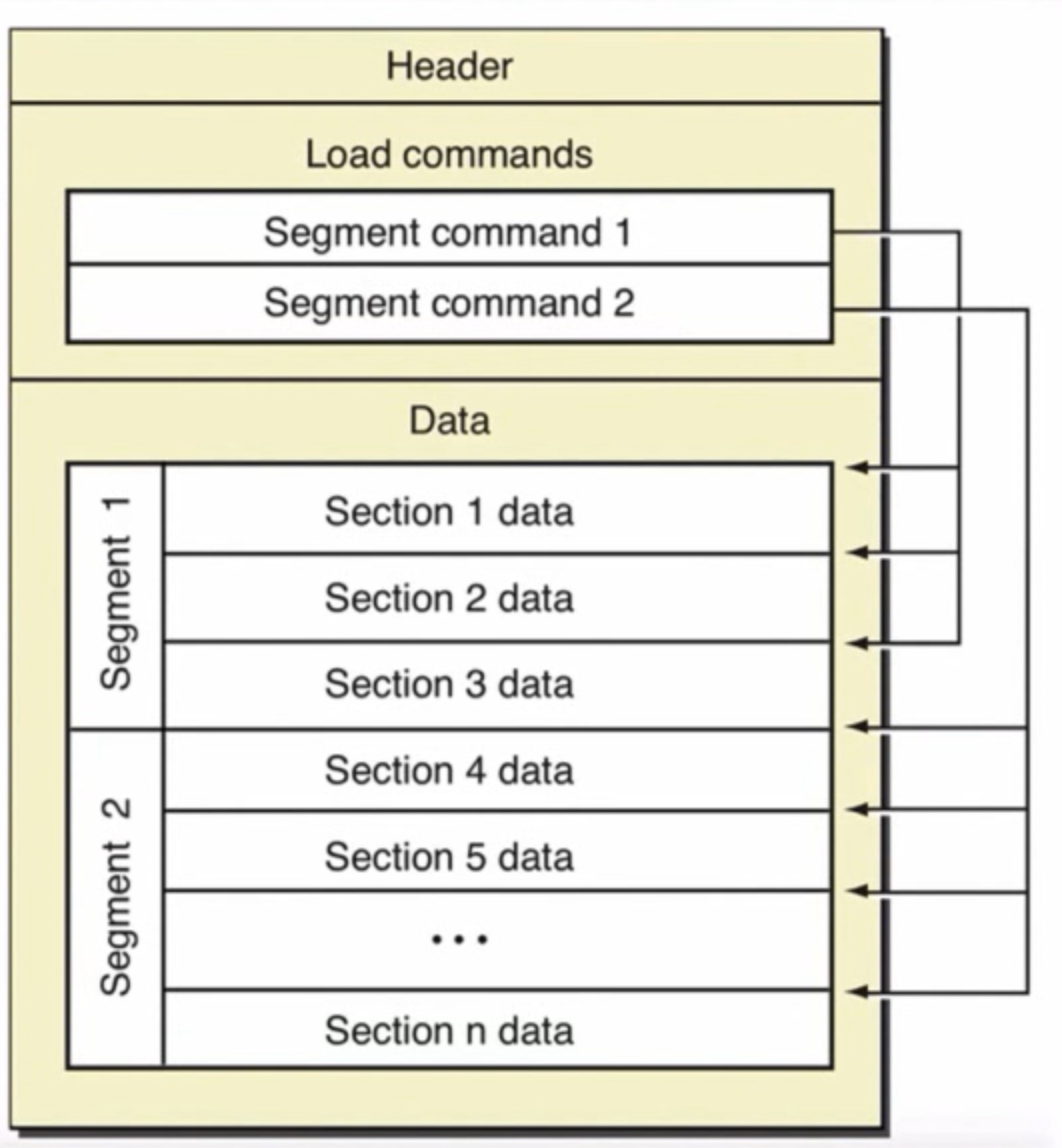 Header
Load commands
Segment command 1
Segment command 2
Data
Segment 1
Section 1 data
Section 2 data
Section 3 data
Segment 2
Section 4 data
Section 5 data
...
Section n data